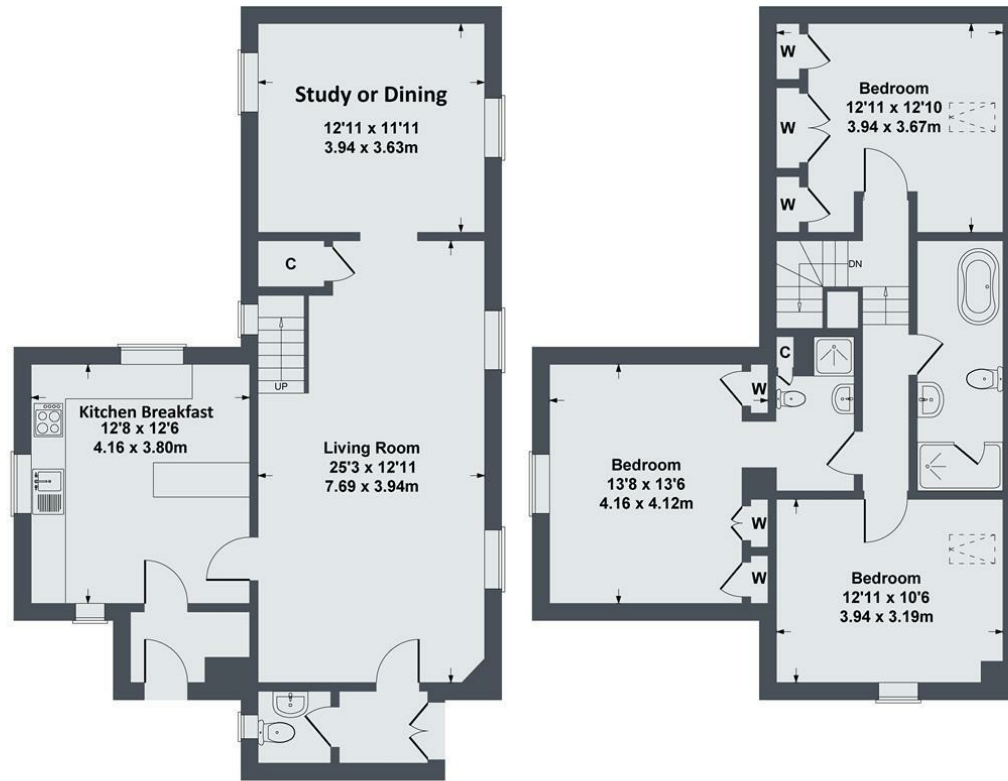 Study or Dining
12'11 x 11'11
3.94 x 3.63m
C
UP
Kitchen Breakfast
12'8 x 12'6
4.16 x 3.80m
Living Room
25'3 x 12'11
7.69 x 3.94m
W
W
W
Bedroom
12'11 x 12'10
3.94 x 3.67m
DN
C
W
Bedroom
13'8 x 13'6
4.16 x 4.12m
W
W
Bedroom
12'11 x 10'6
3.94 x 3.19m